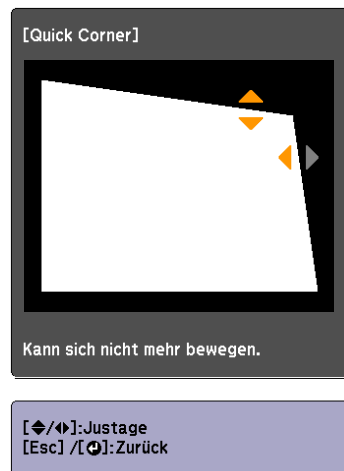 [Quick Corner]
Kann sich nicht mehr bewegen.
[/]:Justage
[Esc] /[]:Zurück